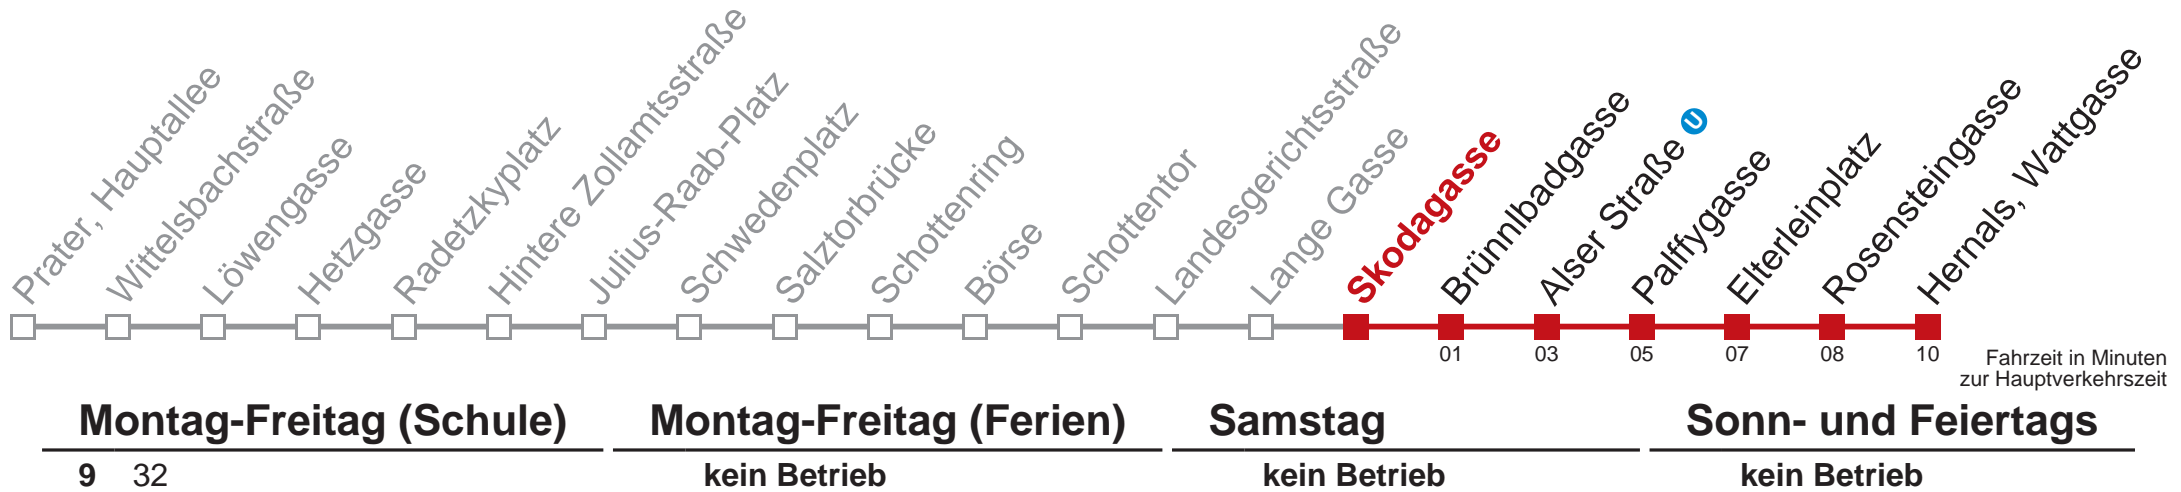 Prater, Hauptallee
Wittelsbachstraße
Löwengasse
Hetzgasse
Radetzkyplatz
Hintere Zollamtsstraße
Julius-Raab-Platz
Schwedenplatz
Salztorbrücke
Schottenring
Börse
Schottentor
Landesgerichtsstraße
Lange Gasse
Skodagasse
Brünnlbadgasse
Alser Straße U
Palffygasse
Elterleinplatz
Rosensteingasse
Hernals, Wattgasse
01 03 05 07 08 10
Fahrzeit in Minuten
zur Hauptverkehrszeit
Montag-Freitag (Schule) Montag-Freitag (Ferien) Samstag Sonn- und Feiertags
9 32 kein Betrieb kein Betrieb kein Betrieb